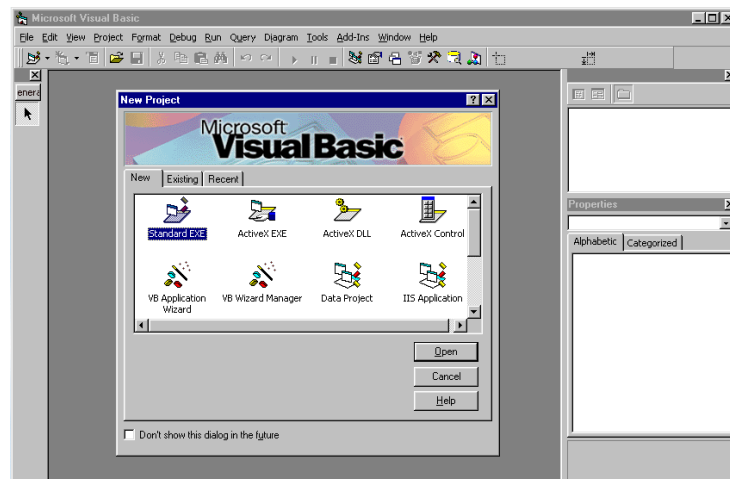 Microsoft Visual Basic
File Edit View Project Format Debug Run Query Diagram Tools Add-Ins Window Help
enera
New Project
Microsoft
Visual Basic
New Existing Recent
Standard EXE ActiveX EXE ActiveX DLL ActiveX Control
VB Application Wizard VB Wizard Manager Data Project IIS Application
Open
Cancel
Help
Don't show this dialog in the future
Properties
Alphabetic Categorized